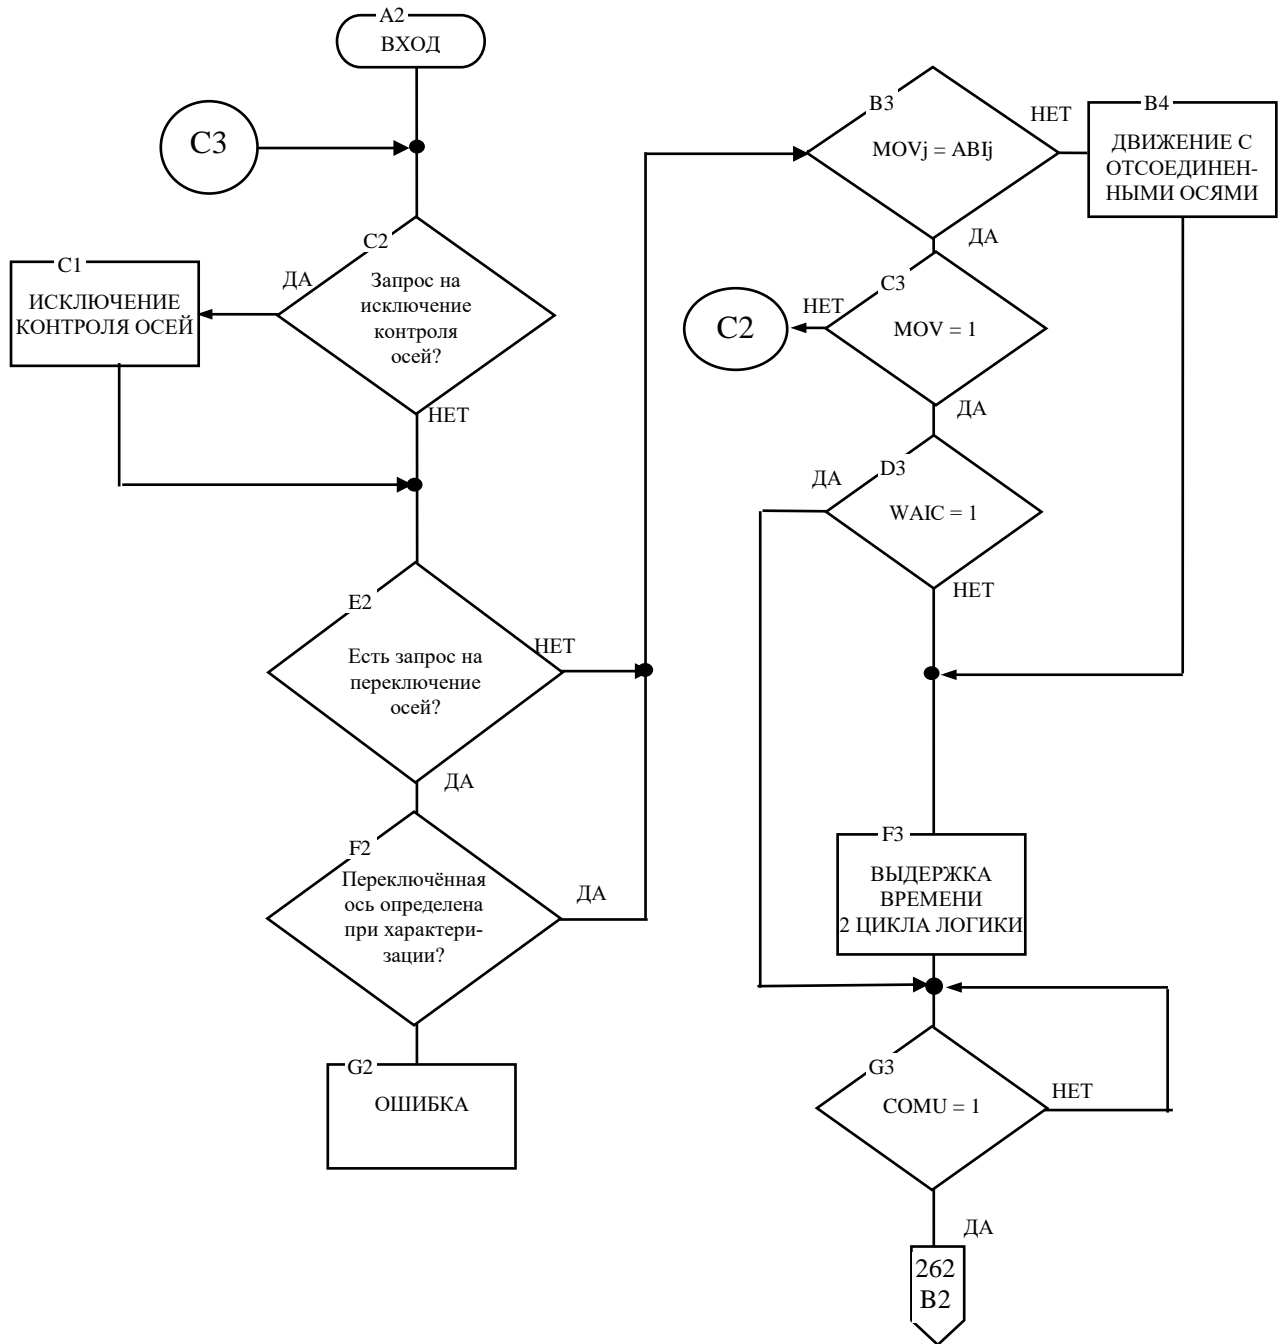 A2
ВХОД
C3
C2
ДА
Запрос на
исключение
контроля
осей?
НЕТ
C1
ИСКЛЮЧЕНИЕ
КОНТРОЛЯ ОСЕЙ
E2
НЕТ
Есть запрос на
переключение
осей?
ДА
F2
Переключённая
ось определена
при характери-
зации?
ДА
G2
ОШИБКА
B3
НЕТ
MOVj = ABIj
ДА
B4
ДВИЖЕНИЕ С
ОТСОЕДИНЕН-
НЫМИ ОСЯМИ
C3
НЕТ
C2
MOV = 1
ДА
D3
ДА
WAIC = 1
НЕТ
F3
ВЫДЕРЖКА
ВРЕМЕНИ
2 ЦИКЛА ЛОГИКИ
G3
COMU = 1
НЕТ
ДА
262
B2